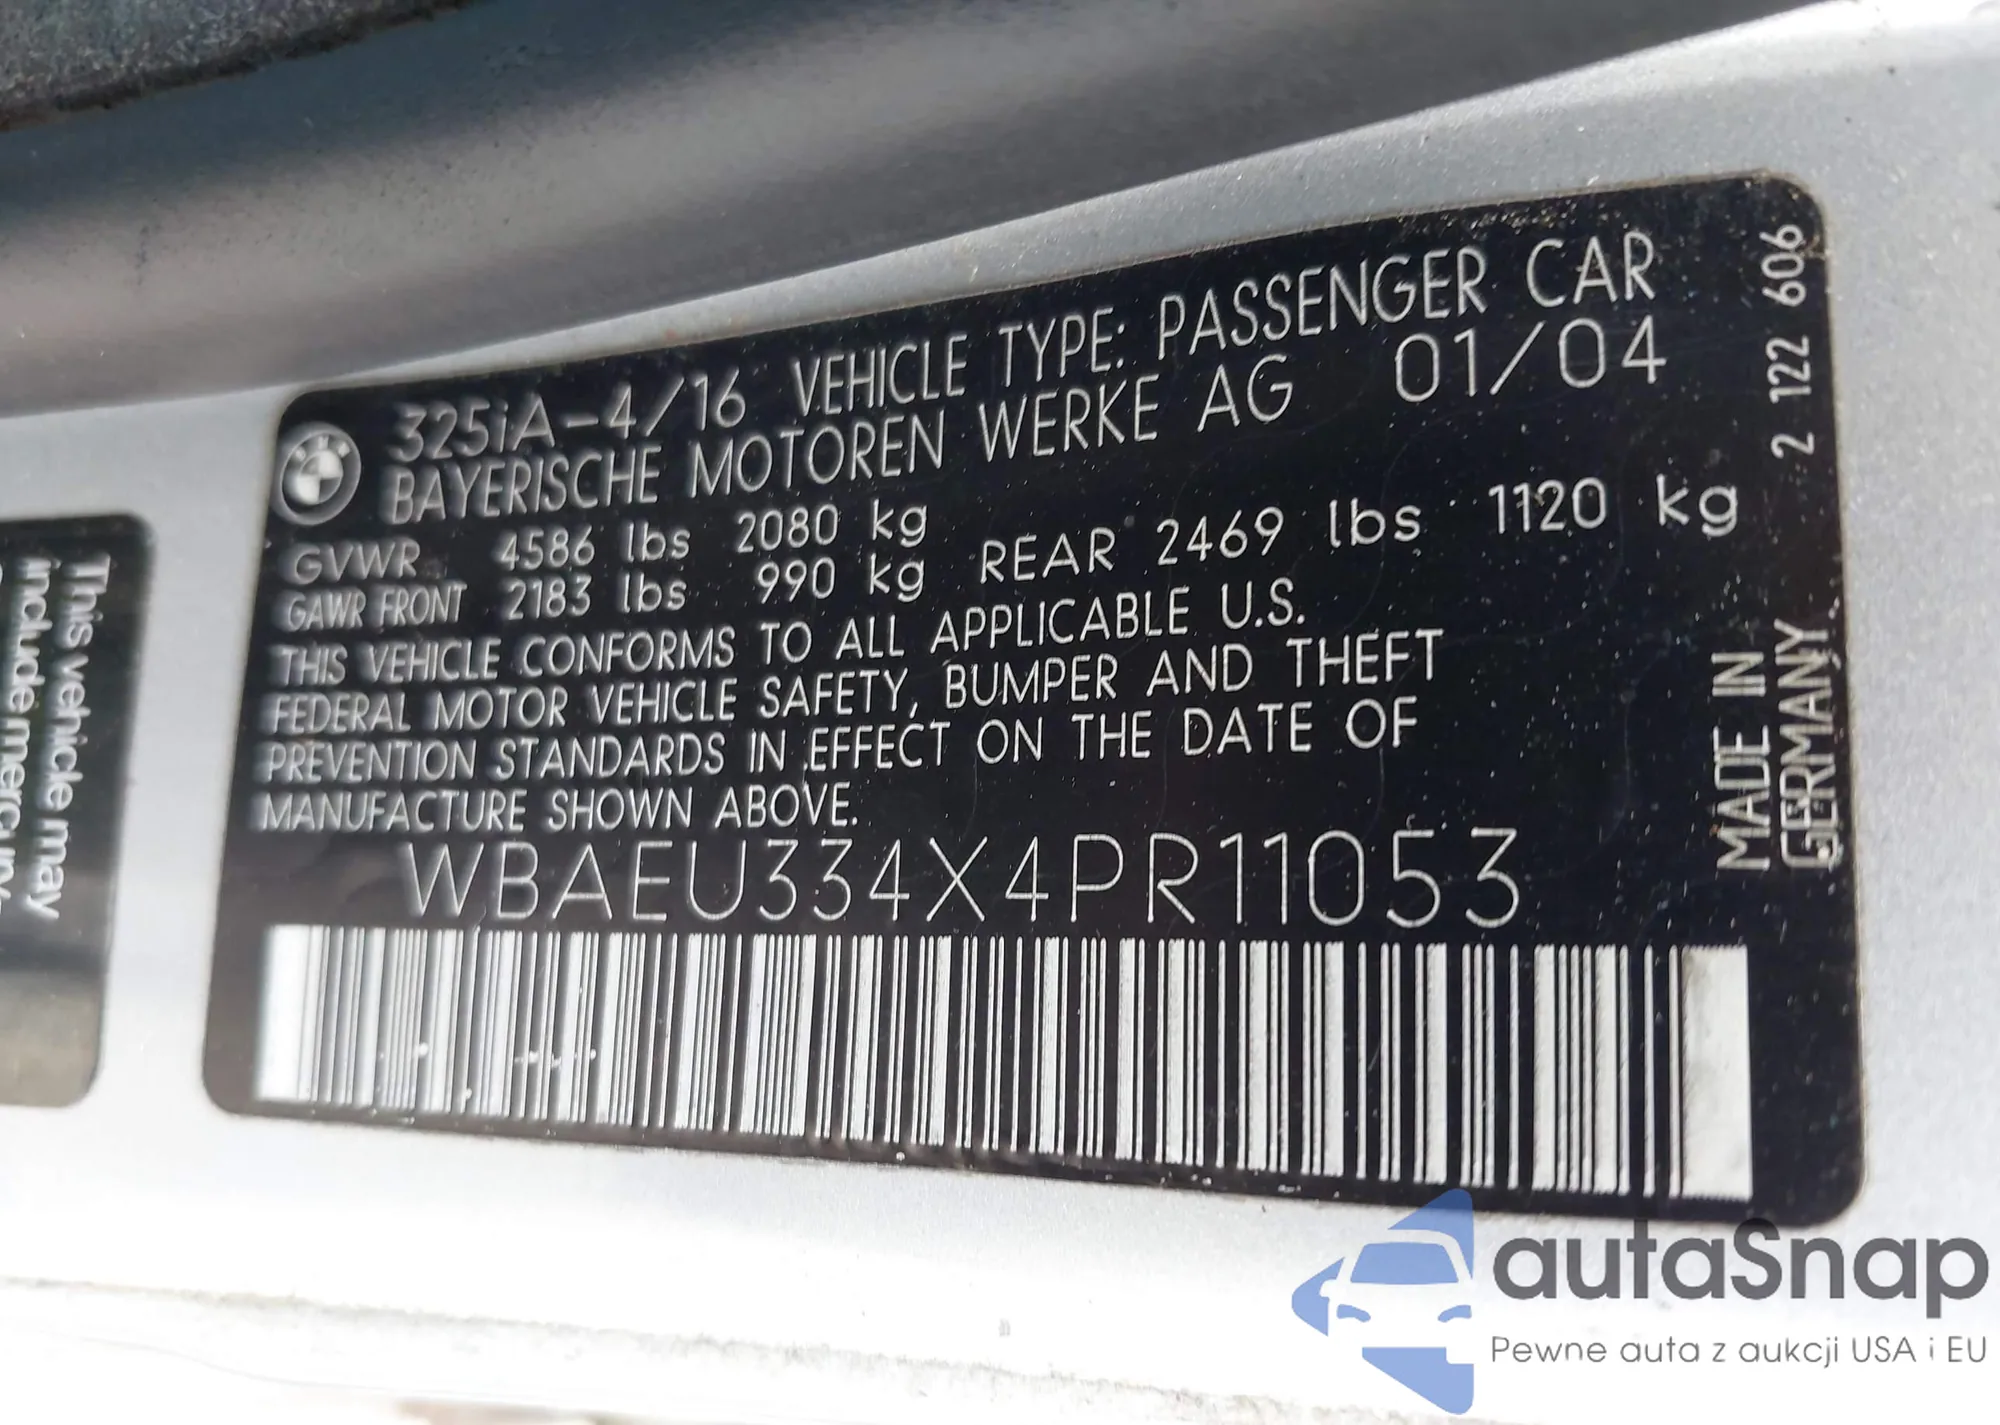 325iA-4/16 VEHICLE TYPE: PASSENGER CAR
BAYERISCHE MOTOREN WERKE AG 01/04
GVWR 4586 lbs 2080 kg
GAWR FRONT 2183 lbs 990 kg REAR 2469 lbs 1120 kg
THIS VEHICLE CONFORMS TO ALL APPLICABLE U.S.
FEDERAL MOTOR VEHICLE SAFETY, BUMPER AND THEFT
PREVENTION STANDARDS IN EFFECT ON THE DATE OF
MANUFACTURE SHOWN ABOVE.
WBAEU334X4PR11053
2 122 606
MADE IN
GERMANY
This vehicle may
include mercury
autaSnap
Pewne auta z aukcji USA i EU